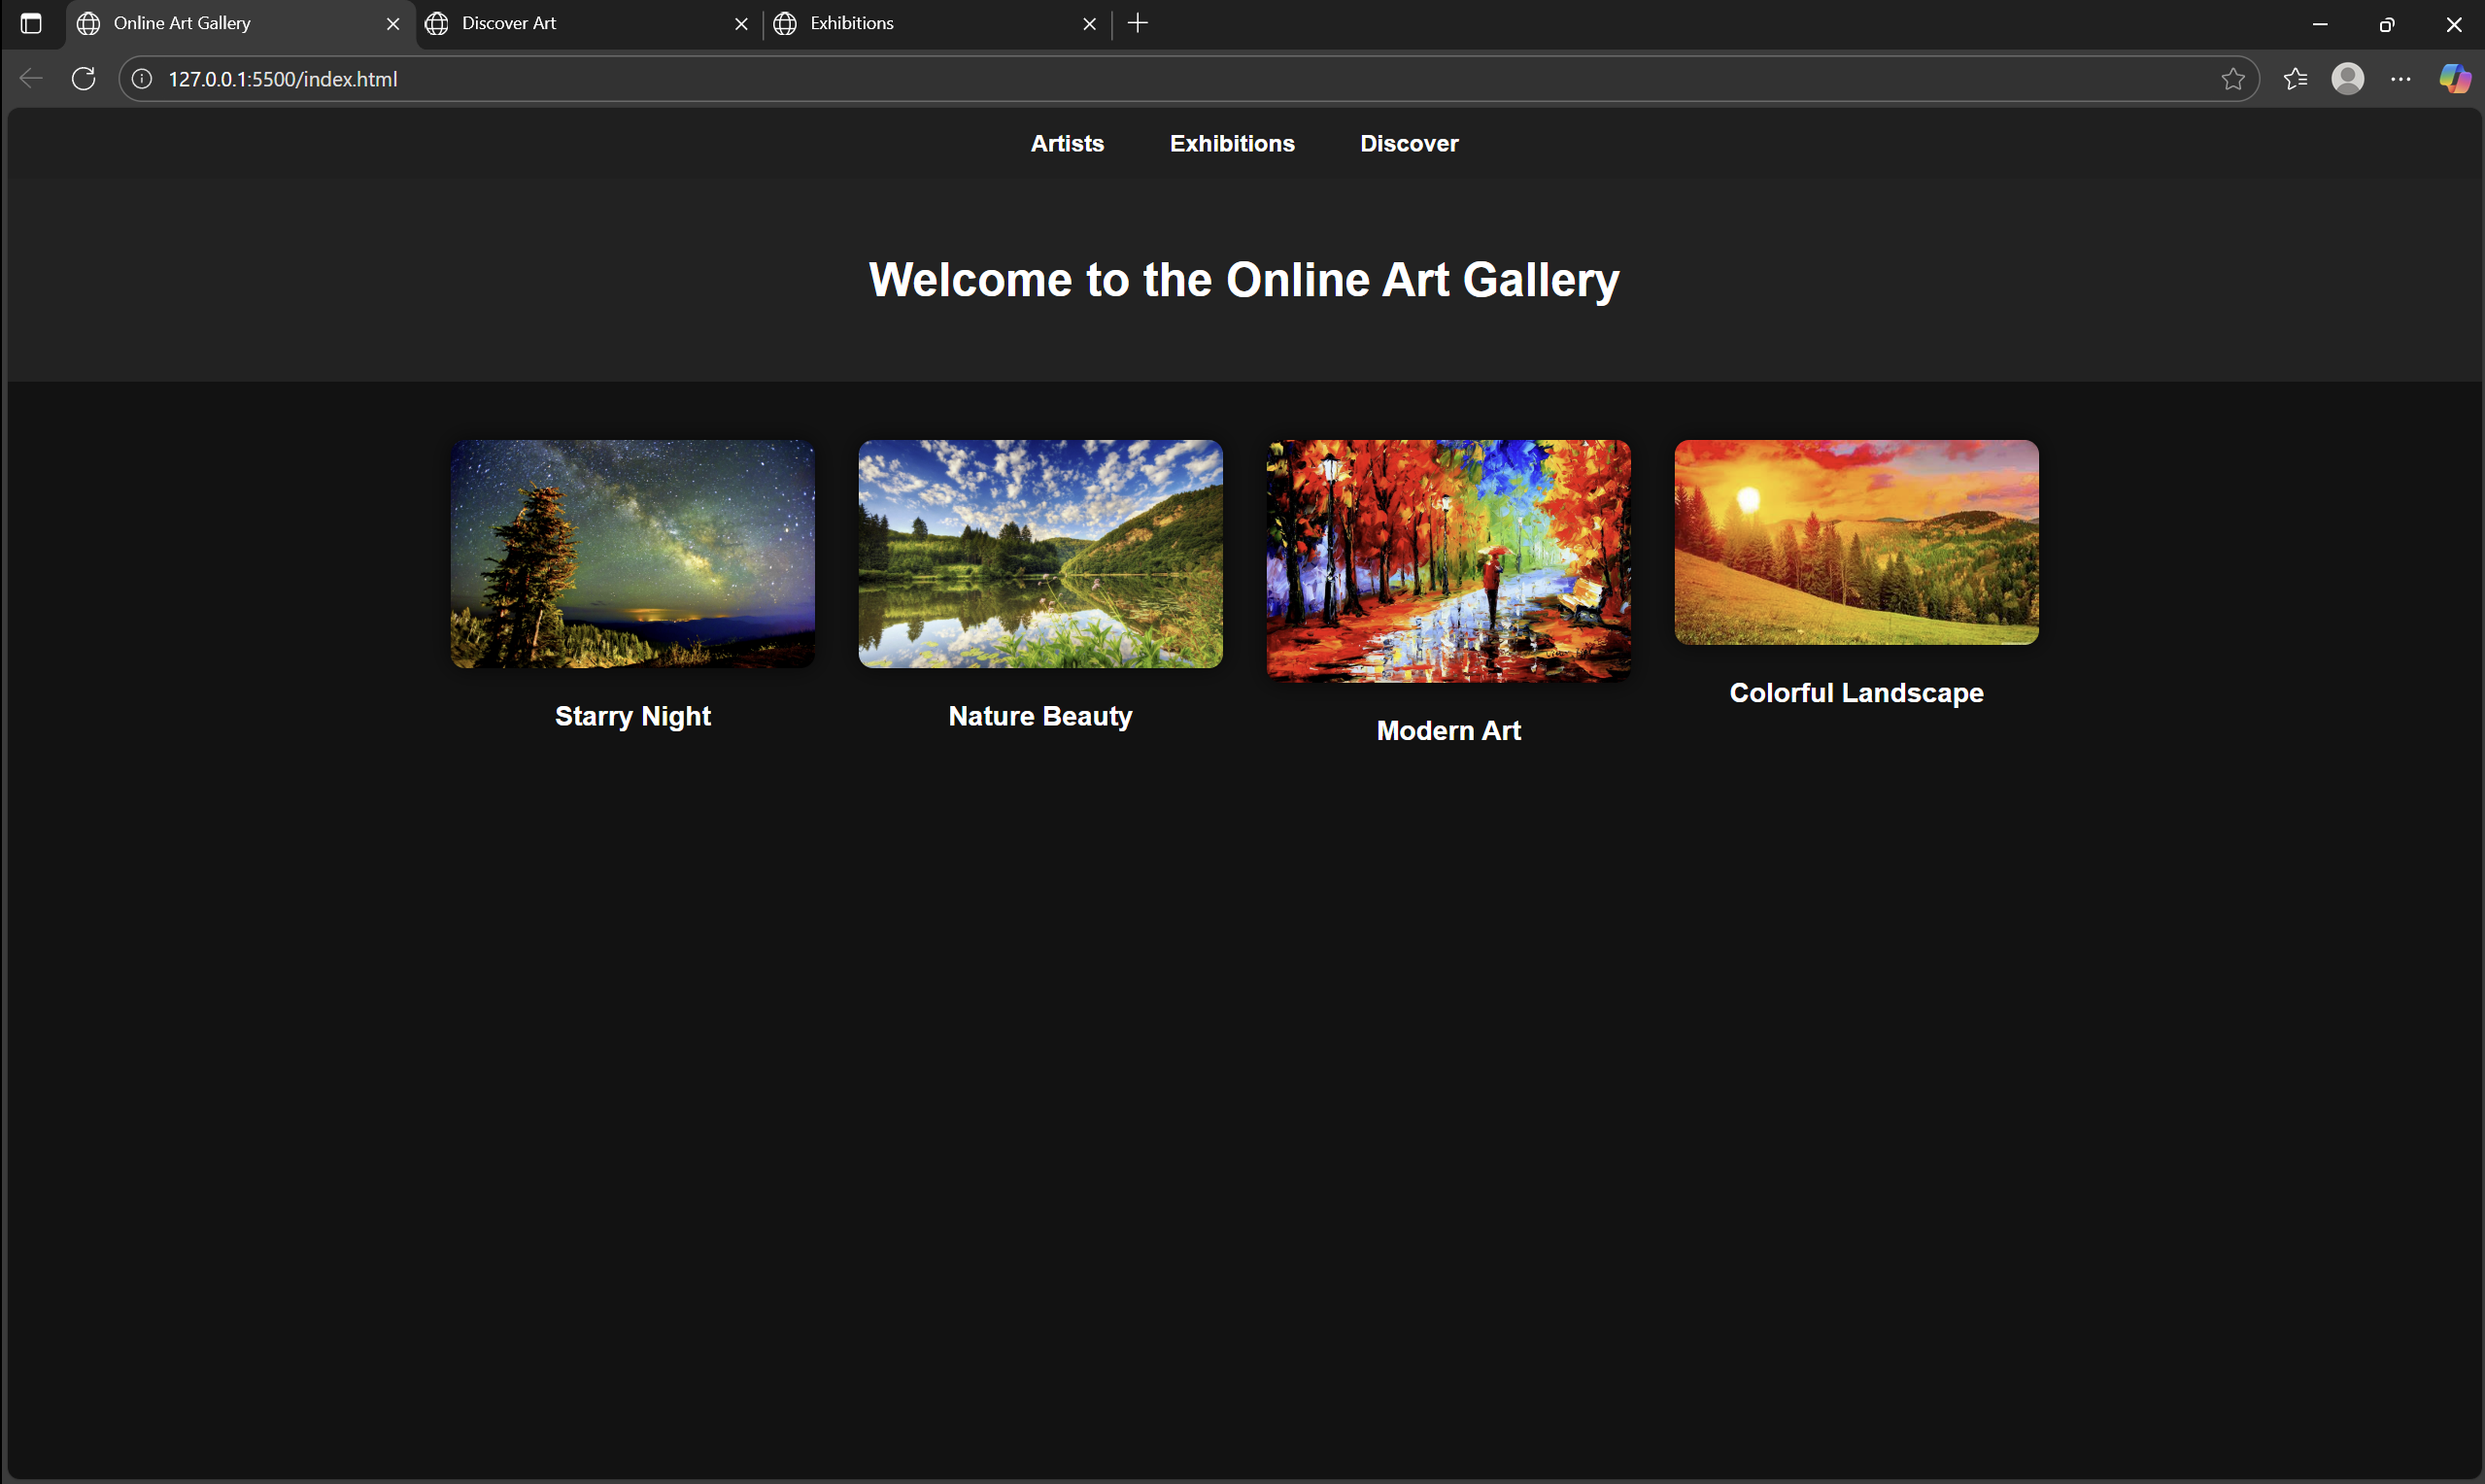 Online Art Gallery
Discover Art
Exhibitions
127.0.0.1:5500/index.html
Artists Exhibitions Discover
Welcome to the Online Art Gallery
Starry Night
Nature Beauty
Modern Art
Colorful Landscape